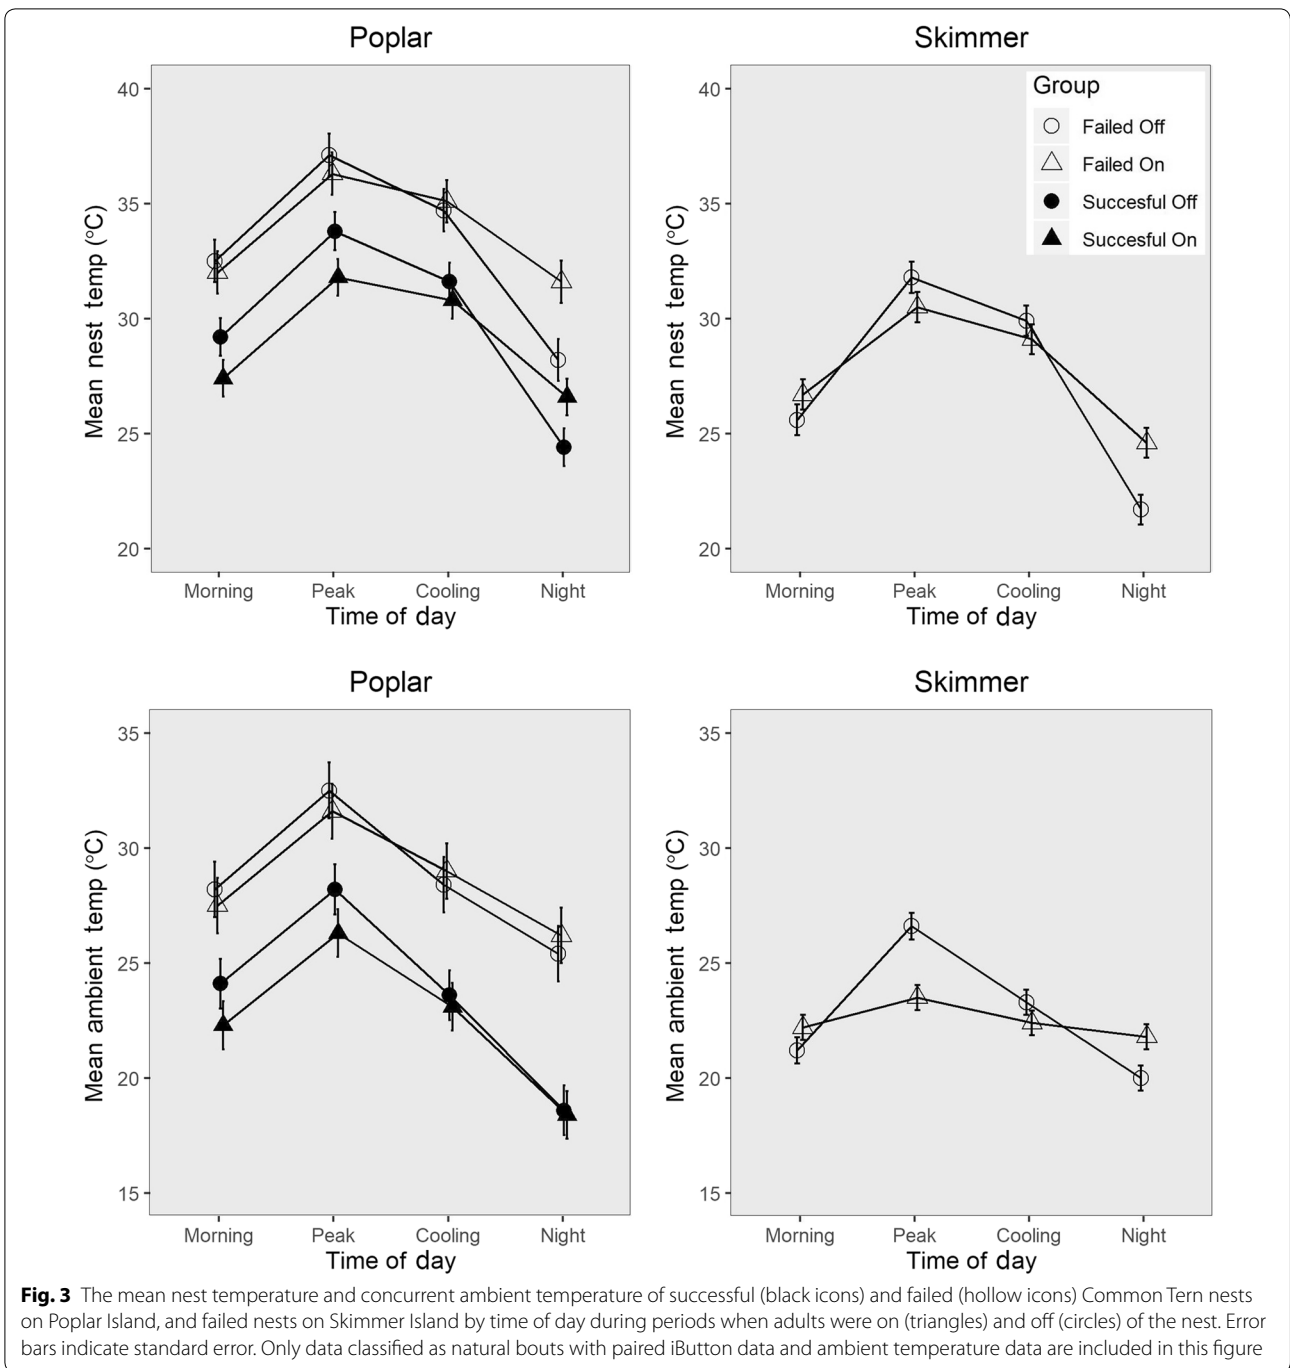 Poplar
40
35
30
25
20
Mean nest temp (°C)
Morning Peak Cooling Night
Time of day
Skimmer
Group
Failed Off
Failed On
Succesful Off
Succesful On
40
35
30
25
20
Mean nest temp (°C)
Morning Peak Cooling Night
Time of day
Poplar
35
30
25
20
15
Mean ambient temp (°C)
Morning Peak Cooling Night
Time of day
Skimmer
35
30
25
20
15
Mean ambient temp (°C)
Morning Peak Cooling Night
Time of day
Fig. 3 The mean nest temperature and concurrent ambient temperature of successful (black icons) and failed (hollow icons) Common Tern nests
on Poplar Island, and failed nests on Skimmer Island by time of day during periods when adults were on (triangles) and off (circles) of the nest. Error
bars indicate standard error. Only data classified as natural bouts with paired iButton data and ambient temperature data are included in this figure